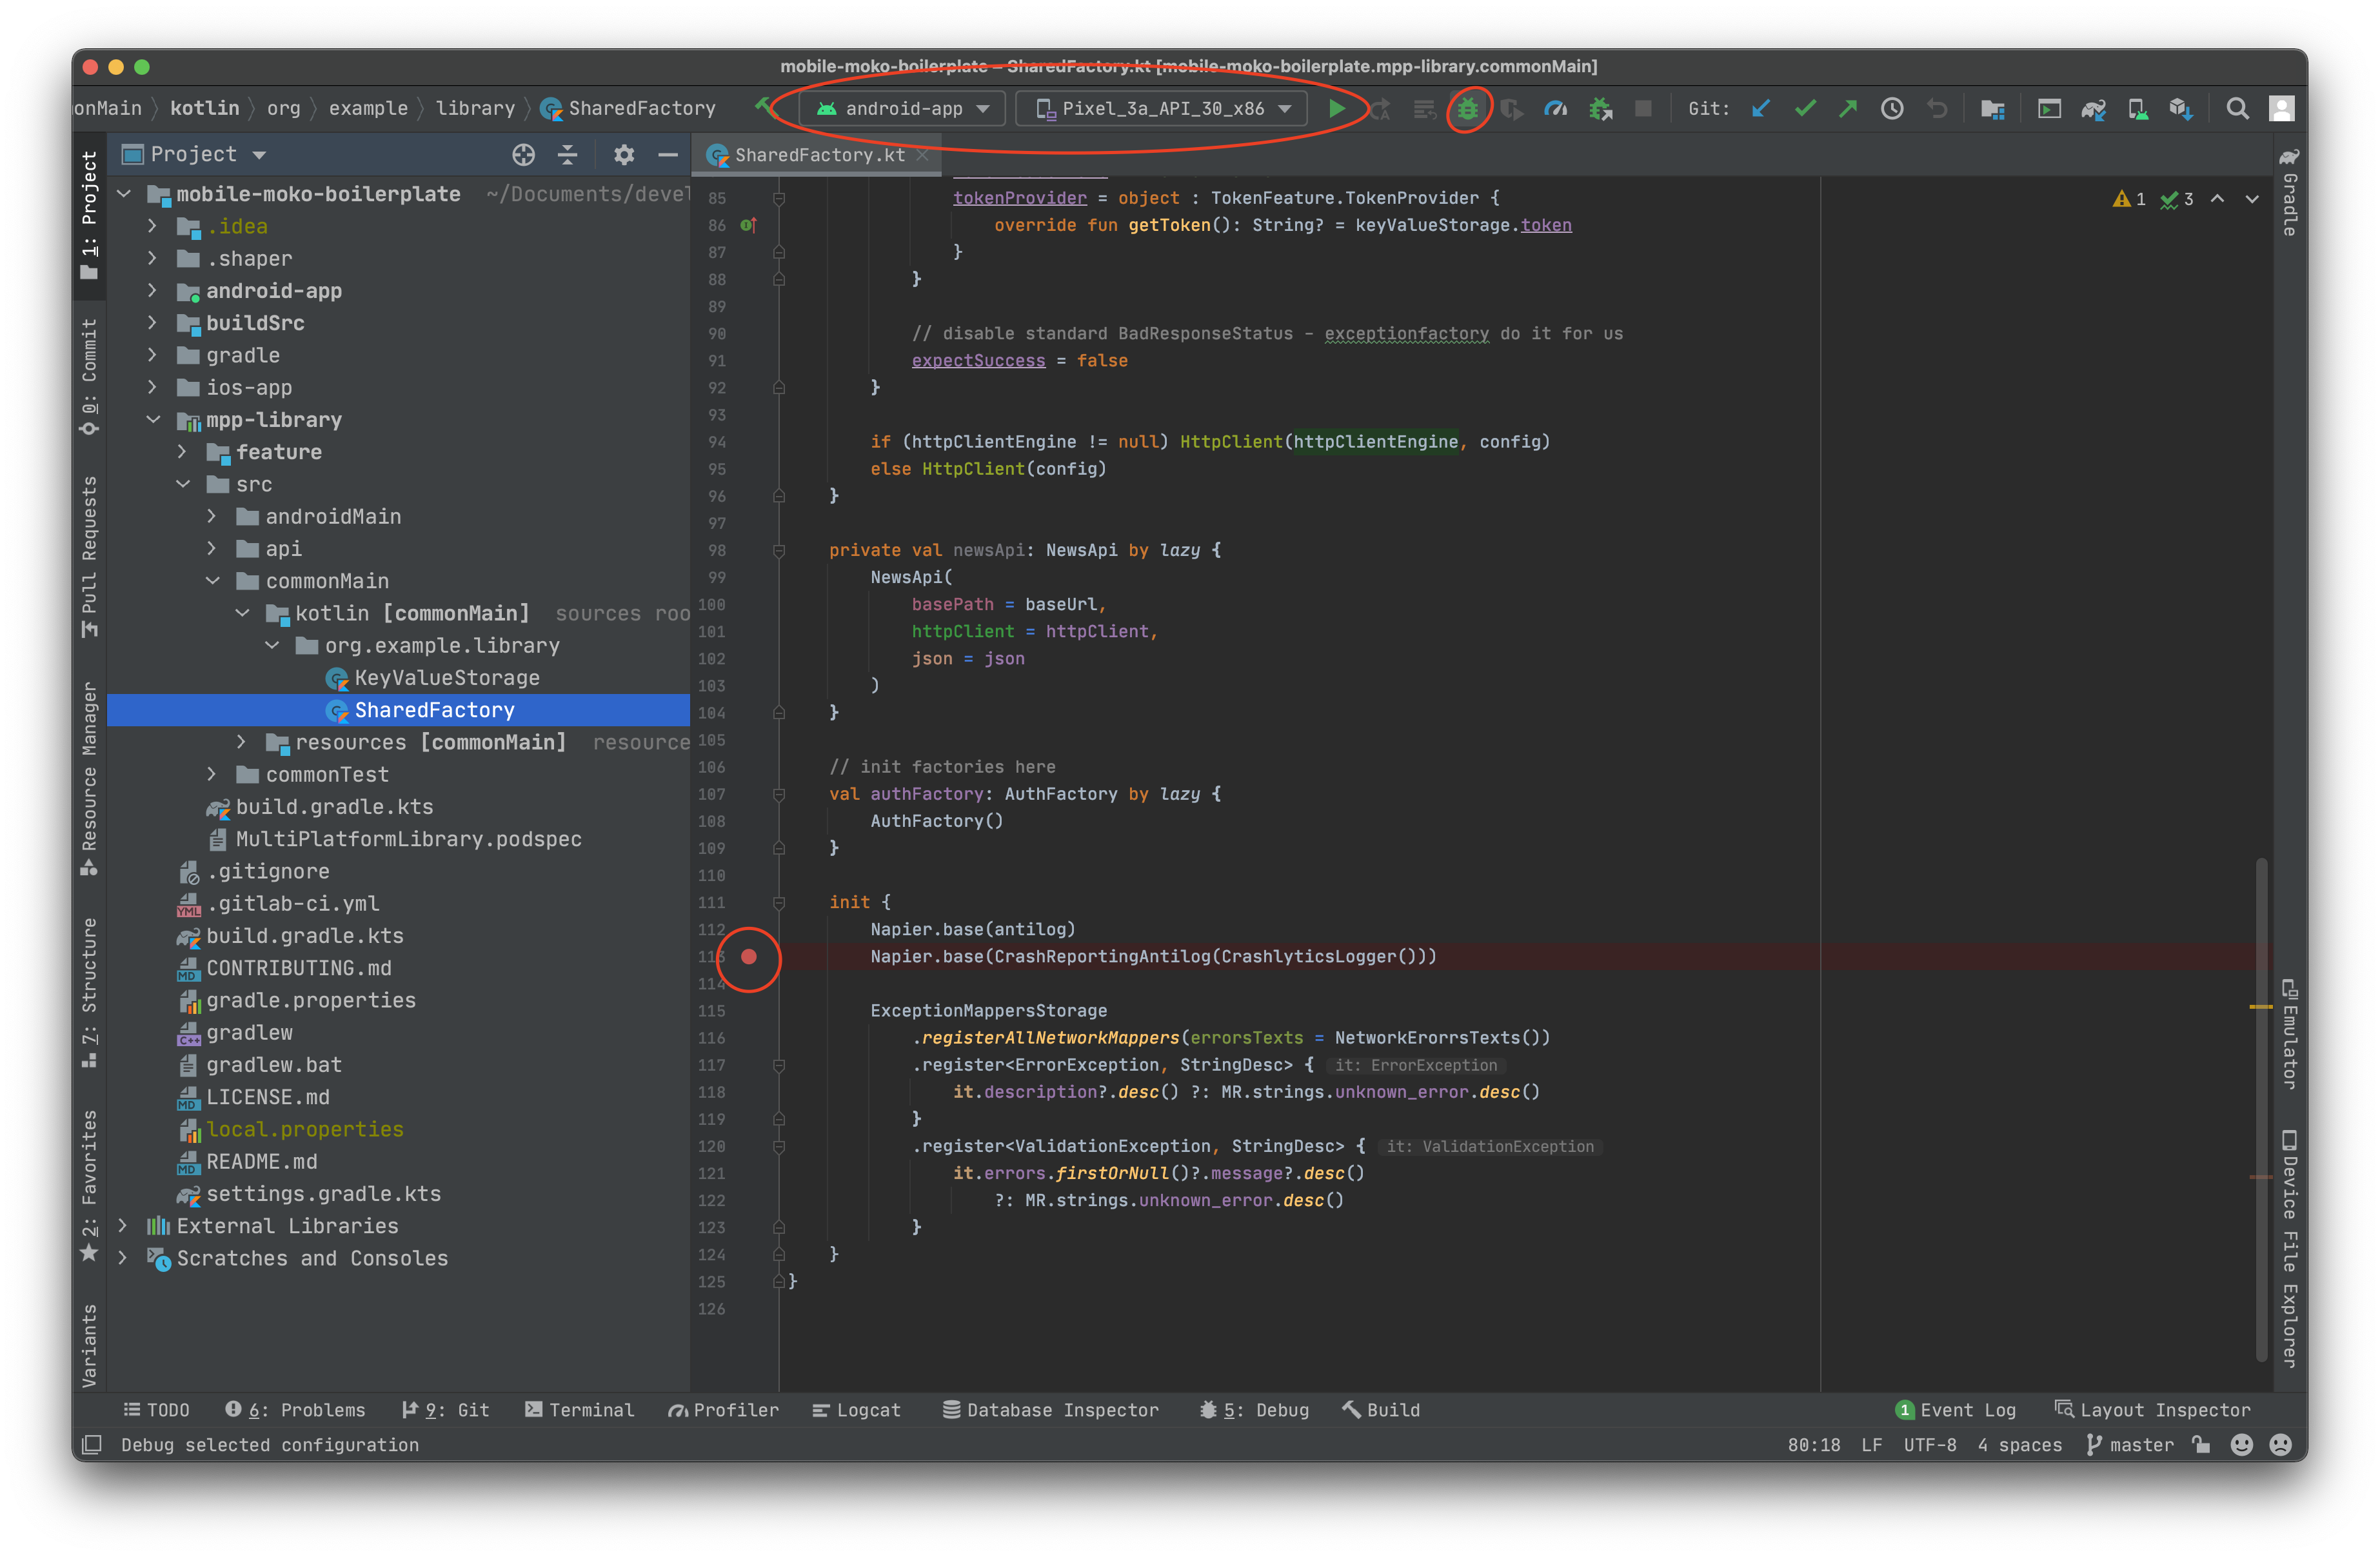 mobile-moko-boilerplate – SharedFactory.kt [mobile-moko-boilerplate.mpp-library.commonMain]
onMain kotlin org example library SharedFactory android-app Pixel_3a_API_30_x86 Git:
Project
SharedFactory.kt
1: Project
0: Commit
Pull Requests
Resource Manager
7: Structure
2: Favorites
Variants
mobile-moko-boilerplate ~/Documents/devel
.idea
.shaper
android-app
buildSrc
gradle
ios-app
mpp-library
feature
src
androidMain
api
commonMain
kotlin [commonMain] sources roo
org.example.library
KeyValueStorage
SharedFactory
resources [commonMain] resource
commonTest
build.gradle.kts
MultiPlatformLibrary.podspec
.gitignore
.gitlab-ci.yml
build.gradle.kts
CONTRIBUTING.md
gradle.properties
gradlew
gradlew.bat
LICENSE.md
local.properties
README.md
settings.gradle.kts
External Libraries
Scratches and Consoles
1 3
85 tokenProvider = object : TokenFeature.TokenProvider {
86 override fun getToken(): String? = keyValueStorage.token
87 }
88 }
89
90 // disable standard BadResponseStatus - exceptionfactory do it for us
91 expectSuccess = false
92 }
93
94 if (httpClientEngine != null) HttpClient(httpClientEngine, config)
95 else HttpClient(config)
96 }
97
98 private val newsApi: NewsApi by lazy {
99 NewsApi(
100 basePath = baseUrl,
101 httpClient = httpClient,
102 json = json
103 )
104 }
105
106 // init factories here
107 val authFactory: AuthFactory by lazy {
108 AuthFactory()
109 }
110
111 init {
112 Napier.base(antilog)
113 Napier.base(CrashReportingAntilog(CrashlyticsLogger()))
114
115 ExceptionMappersStorage
116 .registerAllNetworkMappers(errorsTexts = NetworkErorrsTexts())
117 .register<ErrorException, StringDesc> { it: ErrorException
118 it.description?.desc() ?: MR.strings.unknown_error.desc()
119 }
120 .register<ValidationException, StringDesc> { it: ValidationException
121 it.errors.firstOrNull()?.message?.desc()
122 ?: MR.strings.unknown_error.desc()
123 }
124 }
125 }
126
Gradle
Emulator
Device File Explorer
TODO 6: Problems 9: Git Terminal Profiler Logcat Database Inspector 5: Debug Build 1 Event Log Layout Inspector
Debug selected configuration 80:18 LF UTF-8 4 spaces master